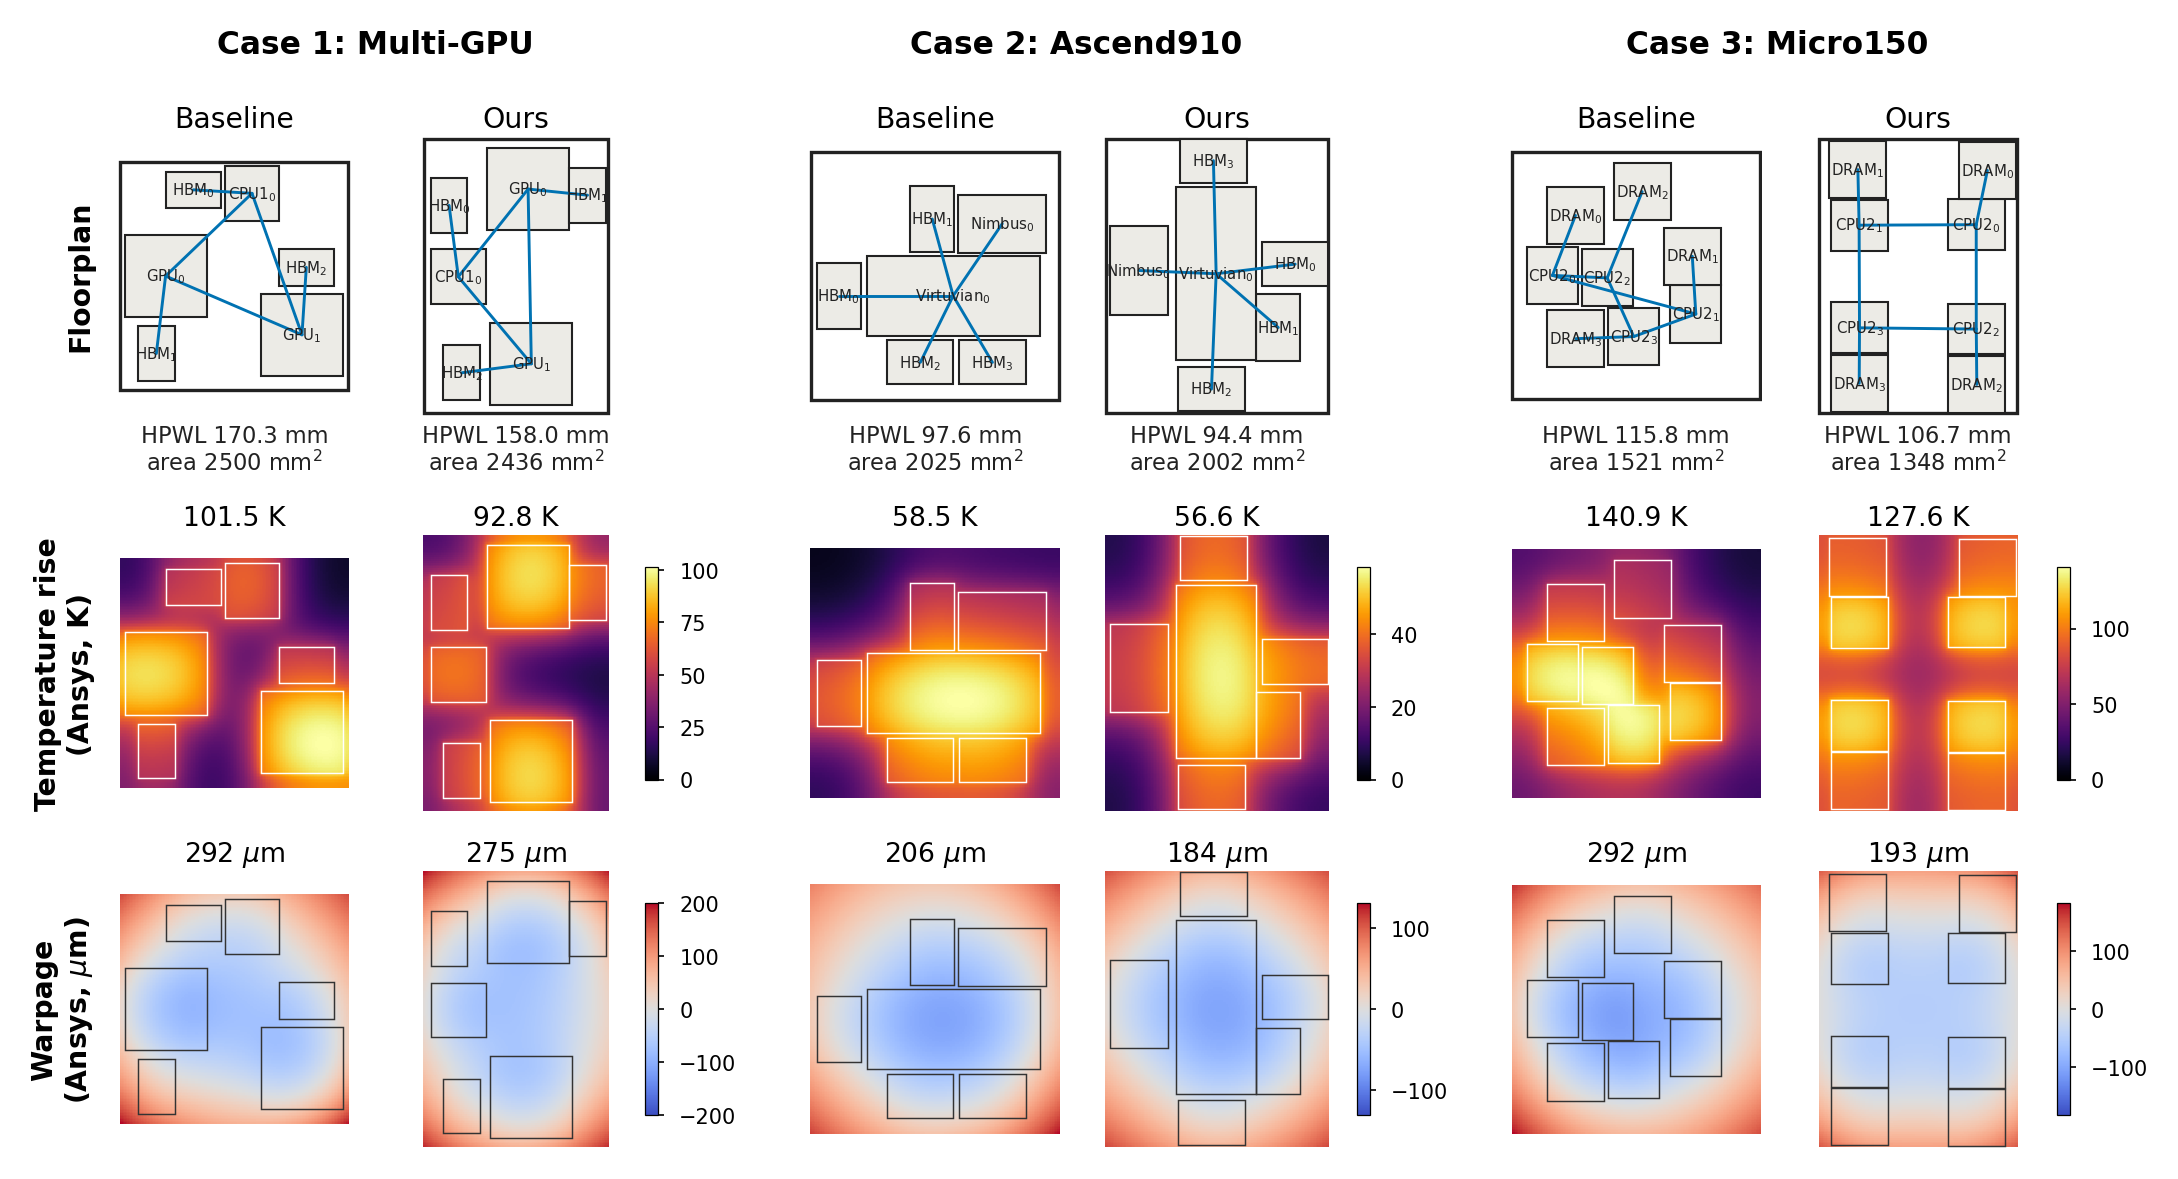 Case 1: Multi-GPU
Case 2: Ascend910
Case 3: Micro150
Baseline
Ours
Baseline
Ours
Baseline
Ours
Floorplan
HBM₀
CPU1₀
GPU₀
HBM₂
GPU₁
HBM₁
HPWL 170.3 mm
area 2500 mm²
GPU₀
HBM₀
HBM₁
CPU1₀
HBM₂
GPU₁
HPWL 158.0 mm
area 2436 mm²
HBM₁
Nimbus₀
HBM₀
Virtuvian₀
HBM₂
HBM₃
HPWL 97.6 mm
area 2025 mm²
HBM₃
Nimbus₀
Virtuvian₀
HBM₀
HBM₁
HBM₂
HPWL 94.4 mm
area 2002 mm²
DRAM₂
DRAM₀
DRAM₁
CPU2₀
CPU2₂
CPU2₁
DRAM₃
CPU2₃
HPWL 115.8 mm
area 1521 mm²
DRAM₁
DRAM₀
CPU2₁
CPU2₀
CPU2₃
CPU2₂
DRAM₃
DRAM₂
HPWL 106.7 mm
area 1348 mm²
Temperature rise
(Ansys, K)
101.5 K
92.8 K
100
75
50
25
0
58.5 K
56.6 K
40
20
0
140.9 K
127.6 K
100
50
0
Warpage
(Ansys, μm)
292 μm
275 μm
200
100
0
−100
−200
206 μm
184 μm
100
0
−100
292 μm
193 μm
100
0
−100